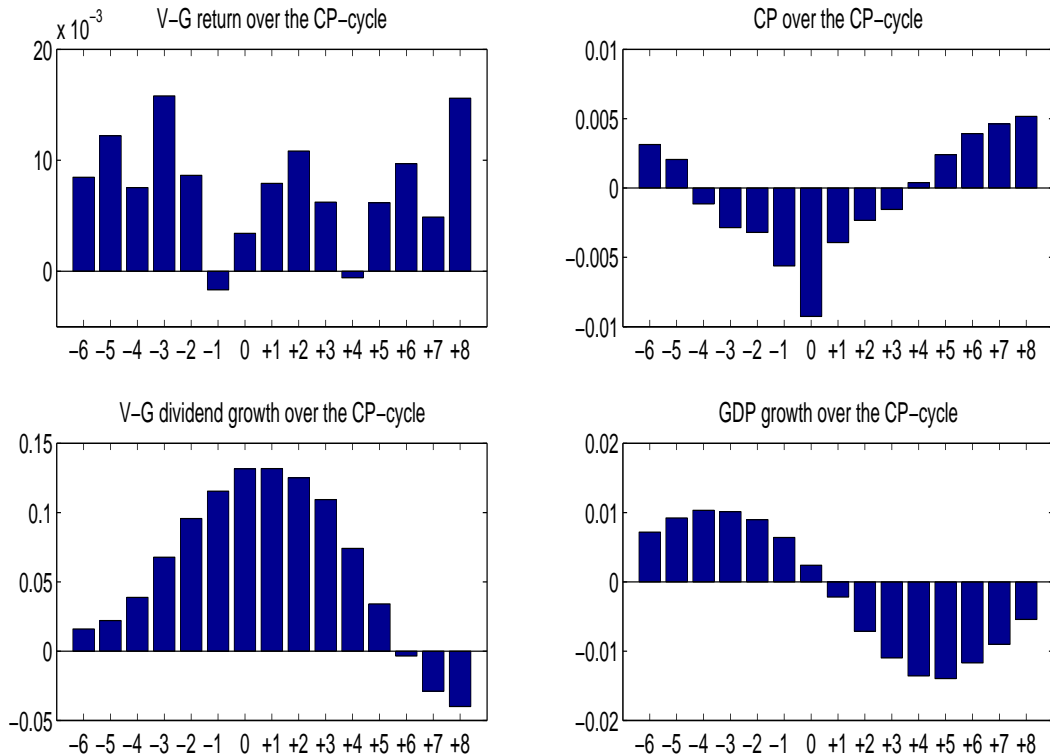 V−G return over the CP−cycle
x 10−3
20
10
0
−6 −5 −4 −3 −2 −1 0 +1 +2 +3 +4 +5 +6 +7 +8
CP over the CP−cycle
0.01
0.005
0
−0.005
−0.01
−6 −5 −4 −3 −2 −1 0 +1 +2 +3 +4 +5 +6 +7 +8
V−G dividend growth over the CP−cycle
0.15
0.1
0.05
0
−0.05
−6 −5 −4 −3 −2 −1 0 +1 +2 +3 +4 +5 +6 +7 +8
GDP growth over the CP−cycle
0.02
0.01
0
−0.01
−0.02
−6 −5 −4 −3 −2 −1 0 +1 +2 +3 +4 +5 +6 +7 +8